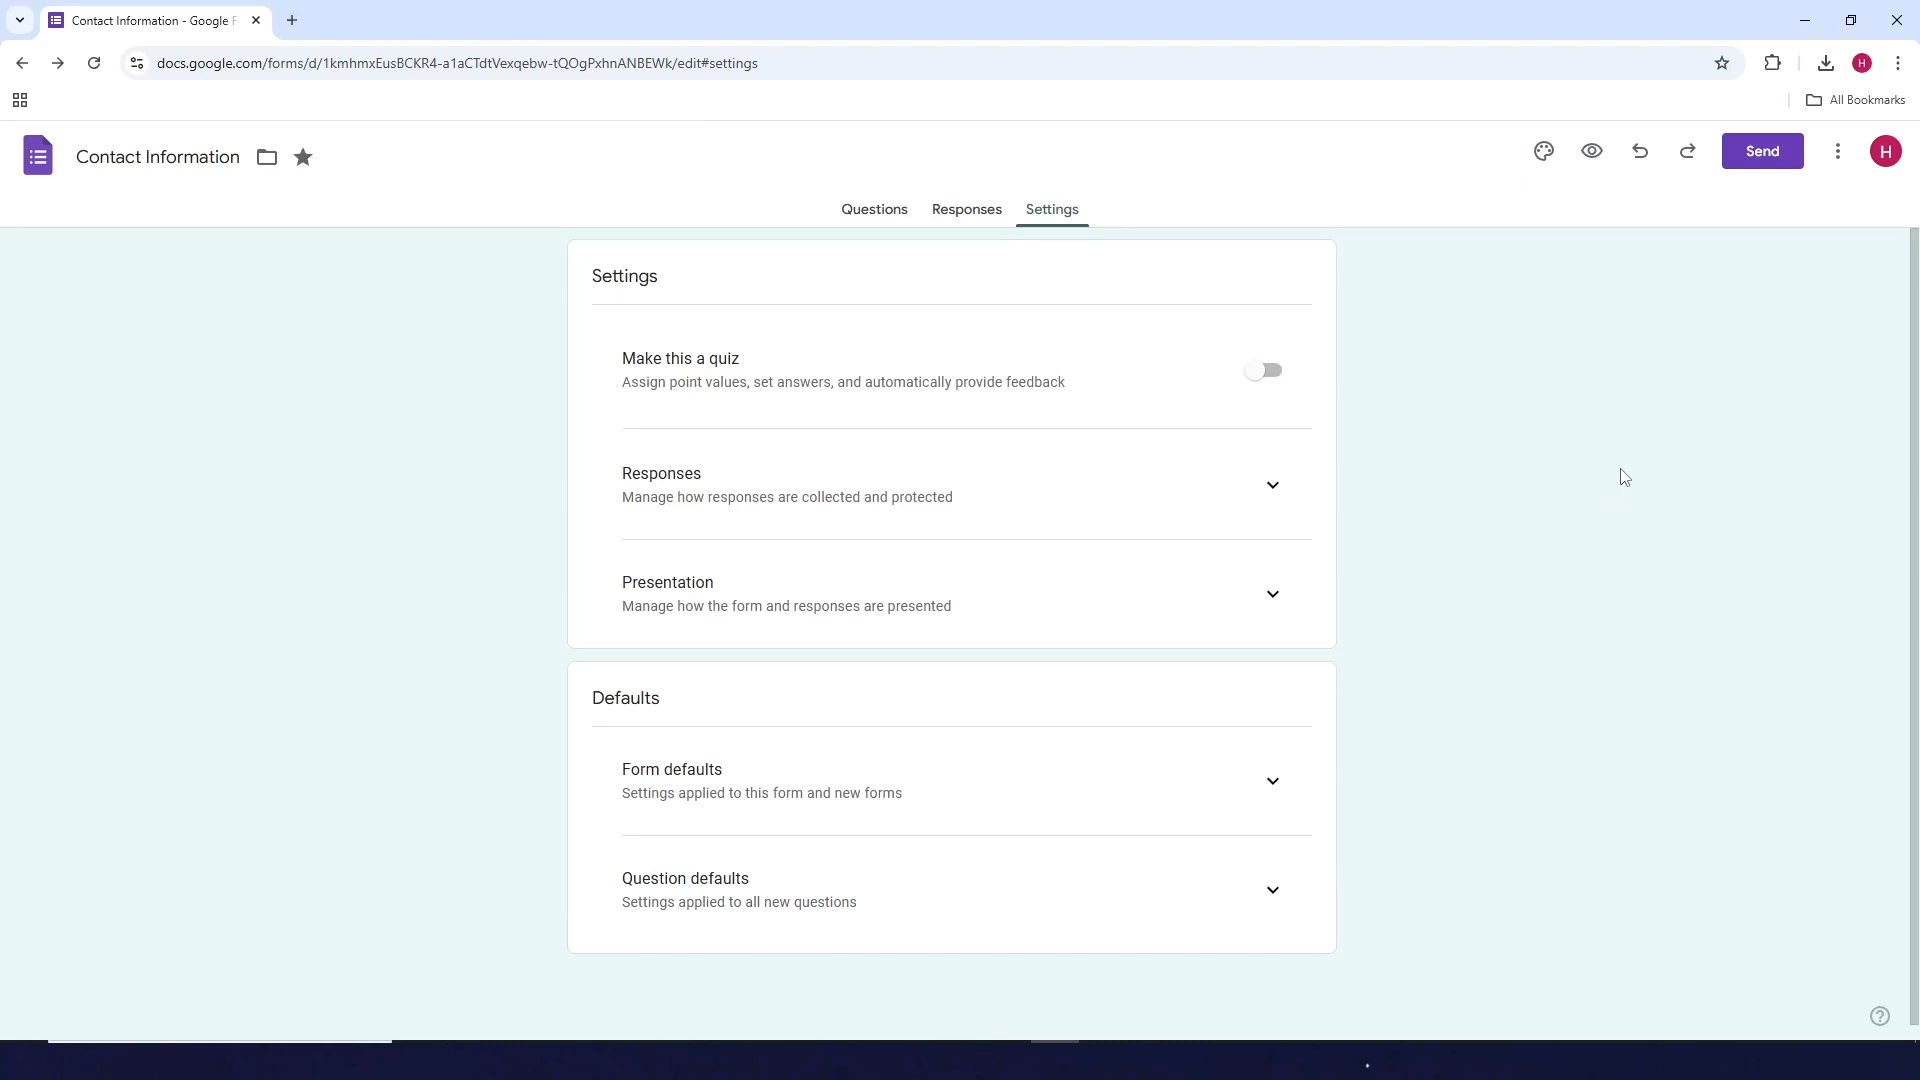 Contact Information - Google F
docs.google.com/forms/d/1kmhmxEusBCKR4-a1aCTdtVexqebw-tQOgPxhnANBEWk/edit#settings
H
All Bookmarks
Contact Information
Send
H
Questions Responses Settings
Settings
Make this a quiz
Assign point values, set answers, and automatically provide feedback
Responses
Manage how responses are collected and protected
Presentation
Manage how the form and responses are presented
Defaults
Form defaults
Settings applied to this form and new forms
Question defaults
Settings applied to all new questions